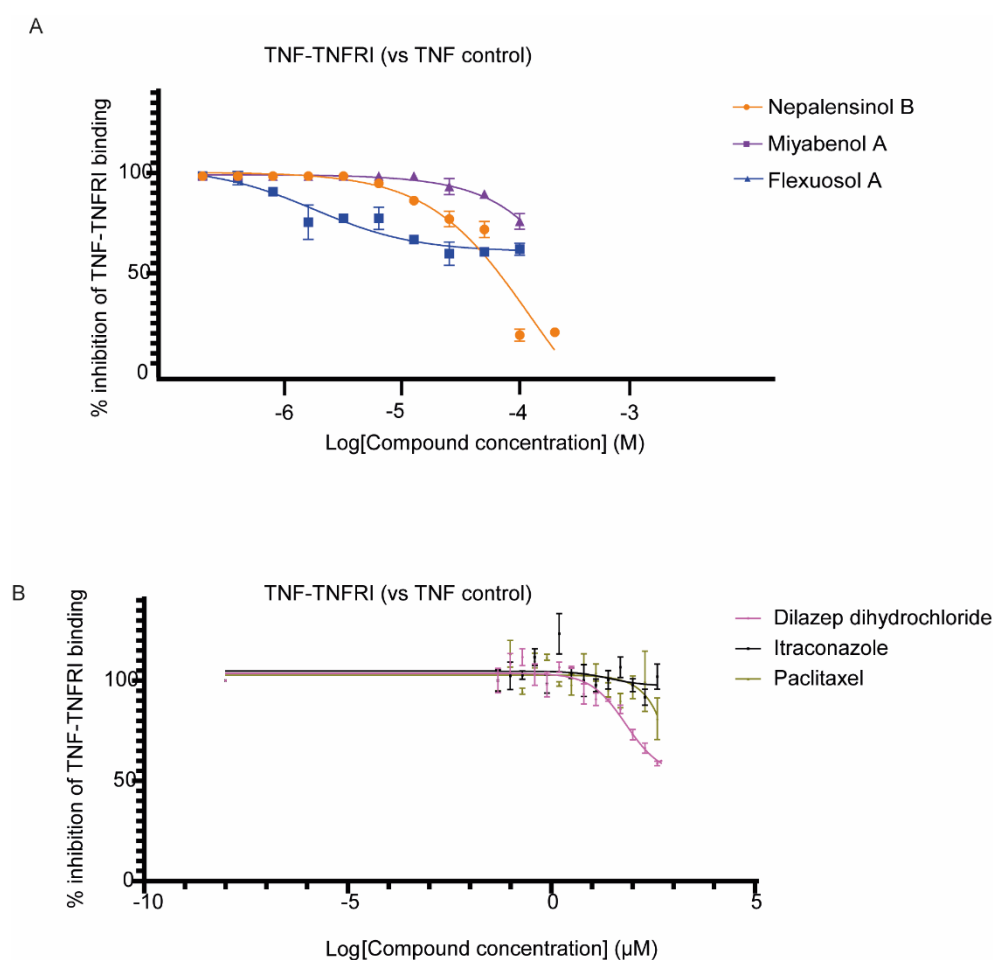 A
TNF-TNFRI (vs TNF control)
% inhibition of TNF-TNFRI binding
100
50
0
-6
-5
-4
-3
Log[Compound concentration] (M)
Nepalensinol B
Miyabenol A
Flexuosol A
B
TNF-TNFRI (vs TNF control)
% inhibition of TNF-TNFRI binding
100
50
0
-10
-5
0
5
Log[Compound concentration] (µM)
Dilazep dihydrochloride
Itraconazole
Paclitaxel